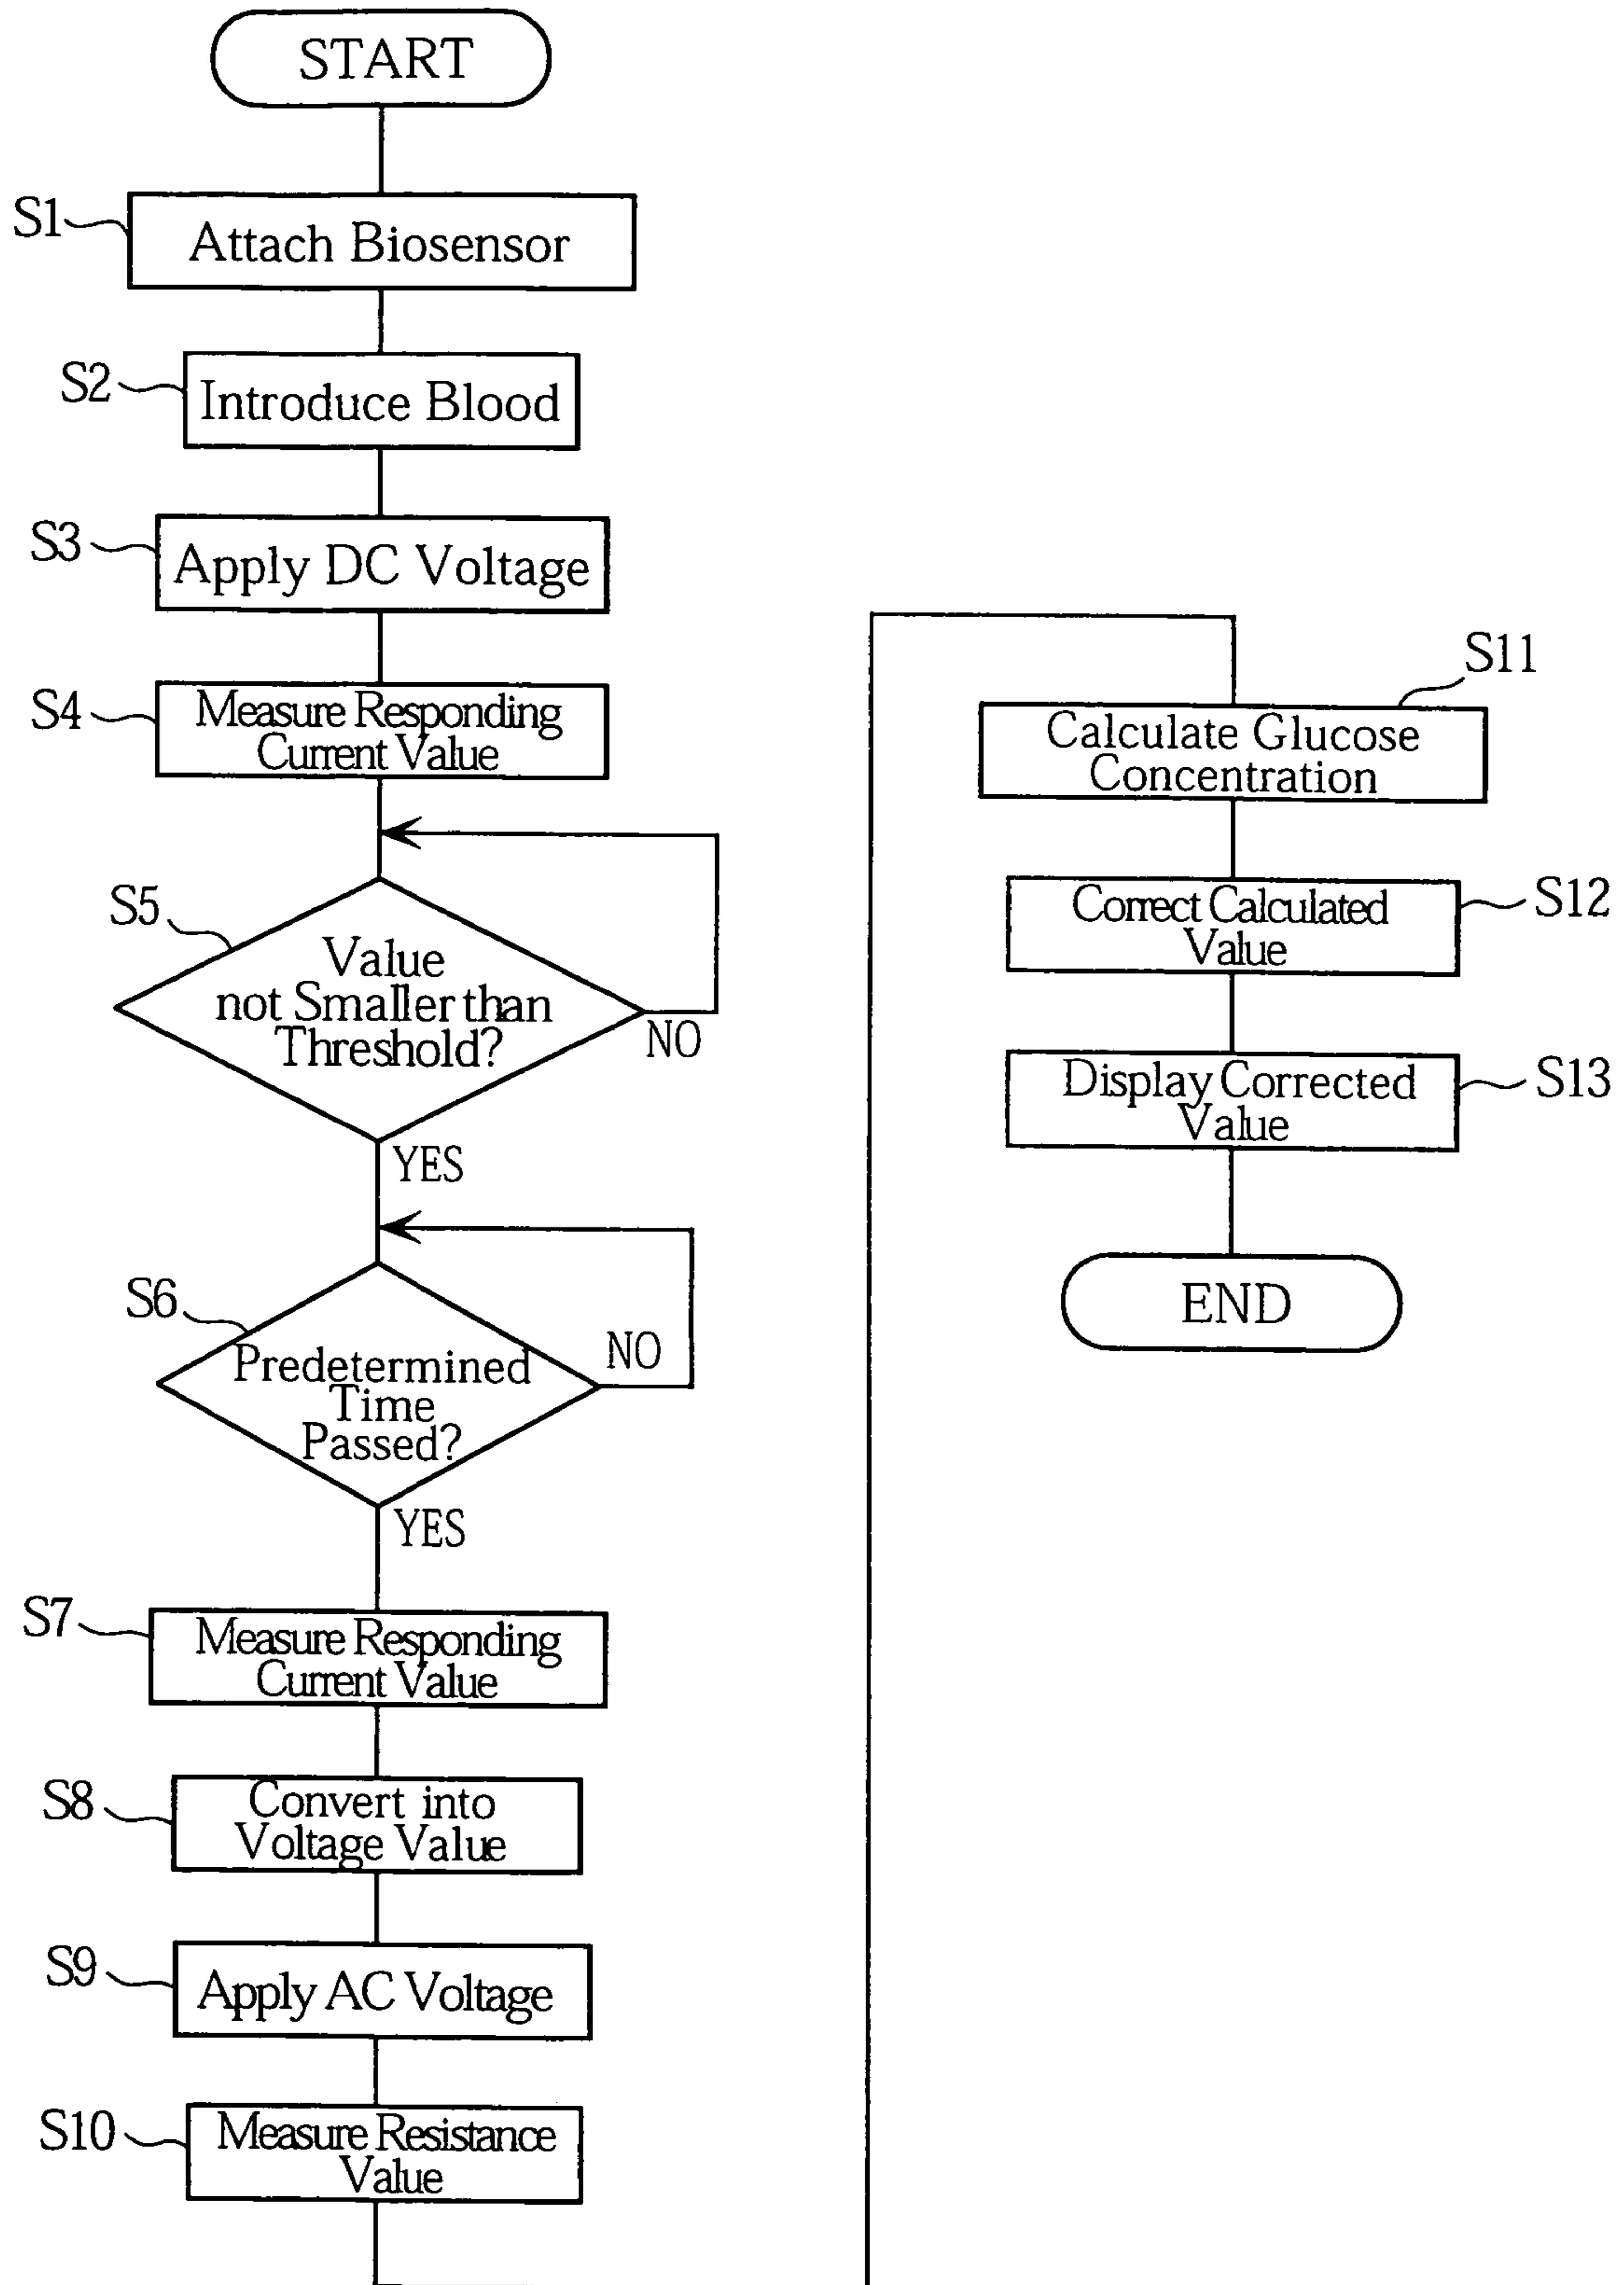 START
S1
Attach Biosensor
S2
Introduce Blood
S3
Apply DC Voltage
S4
Measure Responding
Current Value
S5
Value
not Smaller than
Threshold?
NO
YES
S6
Predetermined
Time
Passed?
NO
YES
S7
Measure Responding
Current Value
S8
Convert into
Voltage Value
S9
Apply AC Voltage
S10
Measure Resistance
Value
S11
Calculate Glucose
Concentration
S12
Correct Calculated
Value
S13
Display Corrected
Value
END